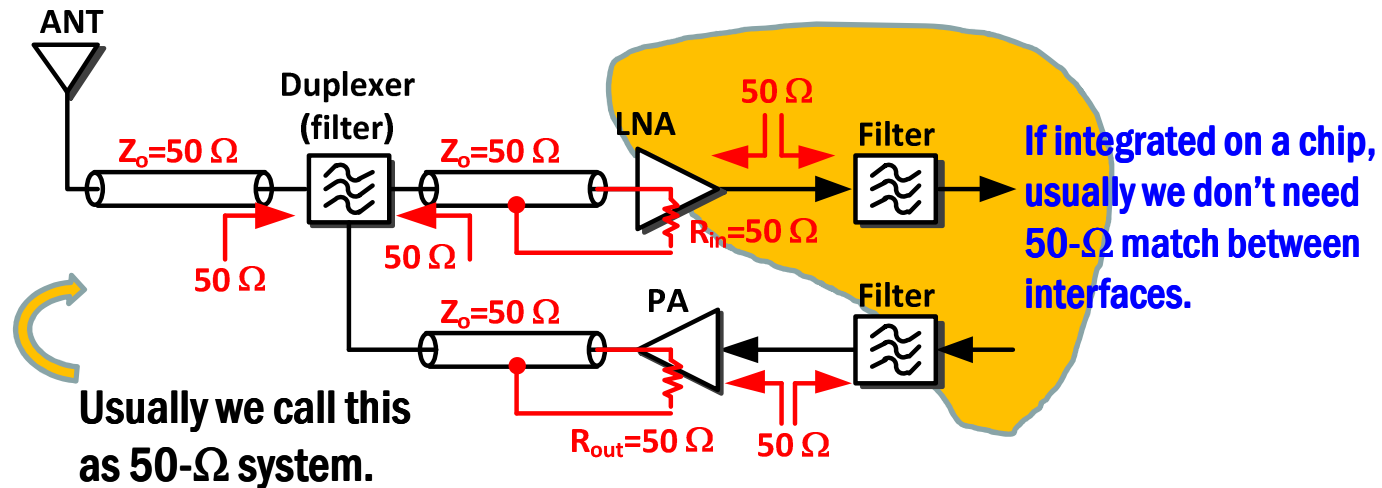 ANT
Duplexer
(filter)
Zo=50 Ω
Zo=50 Ω
LNA
50 Ω
Filter
If integrated on a chip,
usually we don't need
50-Ω match between
interfaces.
50 Ω
50 Ω
Rin=50 Ω
Zo=50 Ω
PA
Filter
Rout=50 Ω
50 Ω
Usually we call this
as 50-Ω system.